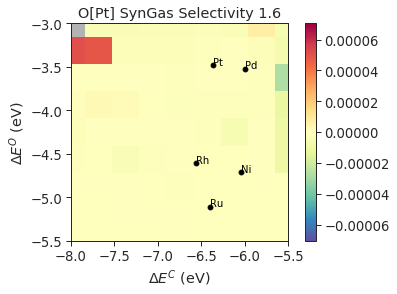 O[Pt] SynGas Selectivity 1.6
−3.0
−3.5
−4.0
−4.5
−5.0
−5.5
ΔE^O (eV)
Pt
Pd
Rh
Ni
Ru
−8.0 −7.5 −7.0 −6.5 −6.0 −5.5
ΔE^C (eV)
0.00006
0.00004
0.00002
0.00000
−0.00002
−0.00004
−0.00006